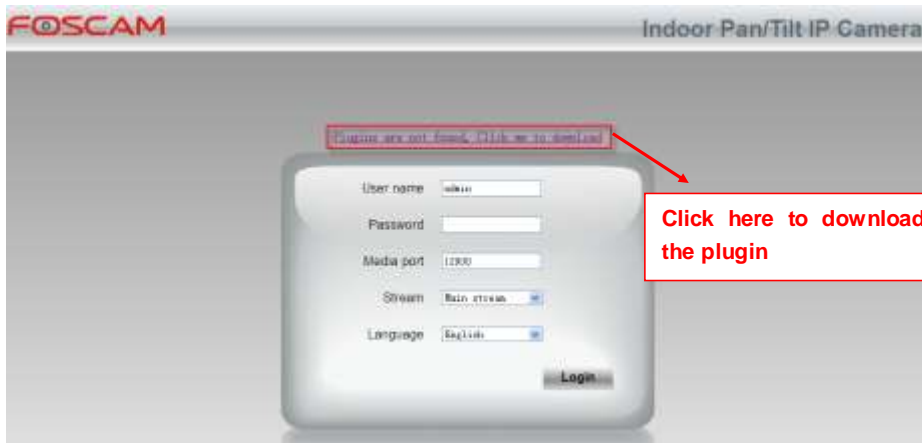 FOSCAM
Indoor Pan/Tilt IP Camera
Plugins are not found, Click me to download
User name admin
Password
Click here to download
the plugin
Media port
Stream Main stream
Language English
Login